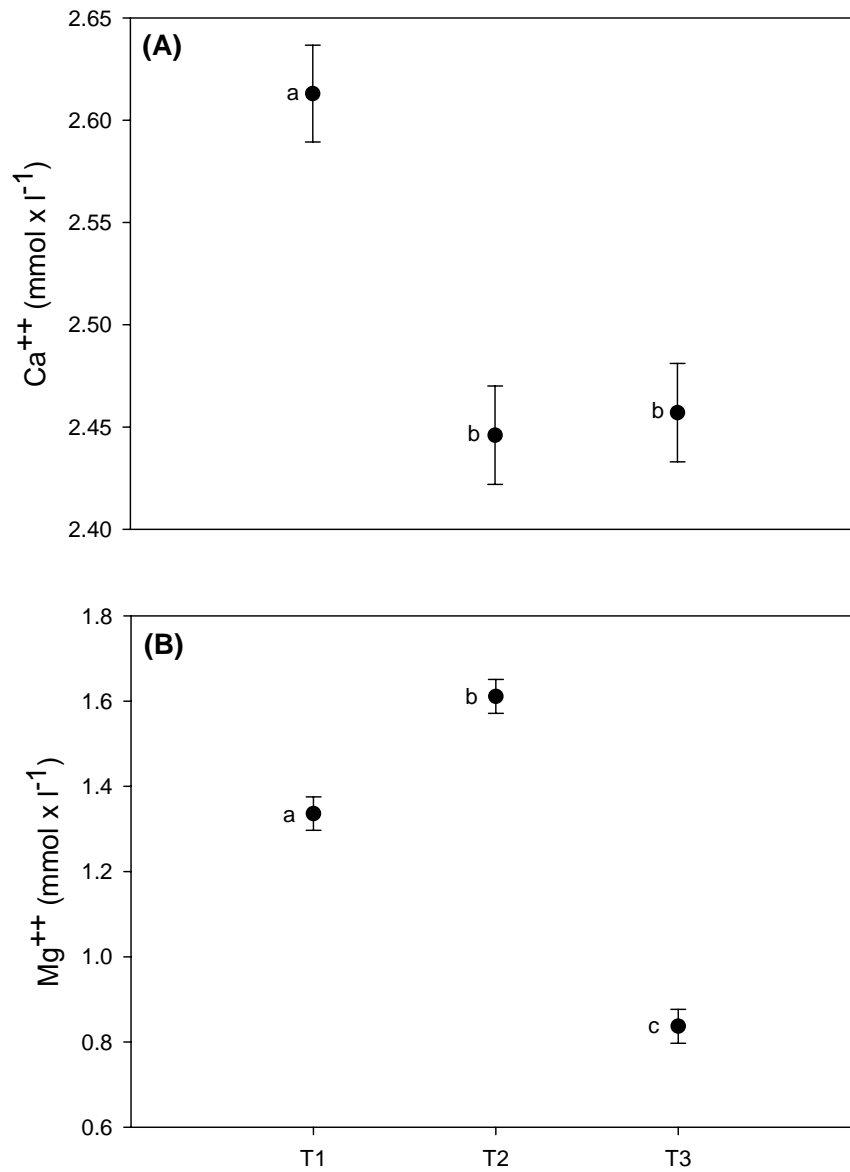 (A)
2.65
2.60
2.55
2.50
2.45
2.40
Ca⁺⁺ (mmol x l⁻¹)
a
b
b
(B)
1.8
1.6
1.4
1.2
1.0
0.8
0.6
Mg⁺⁺ (mmol x l⁻¹)
a
b
c
T1 T2 T3